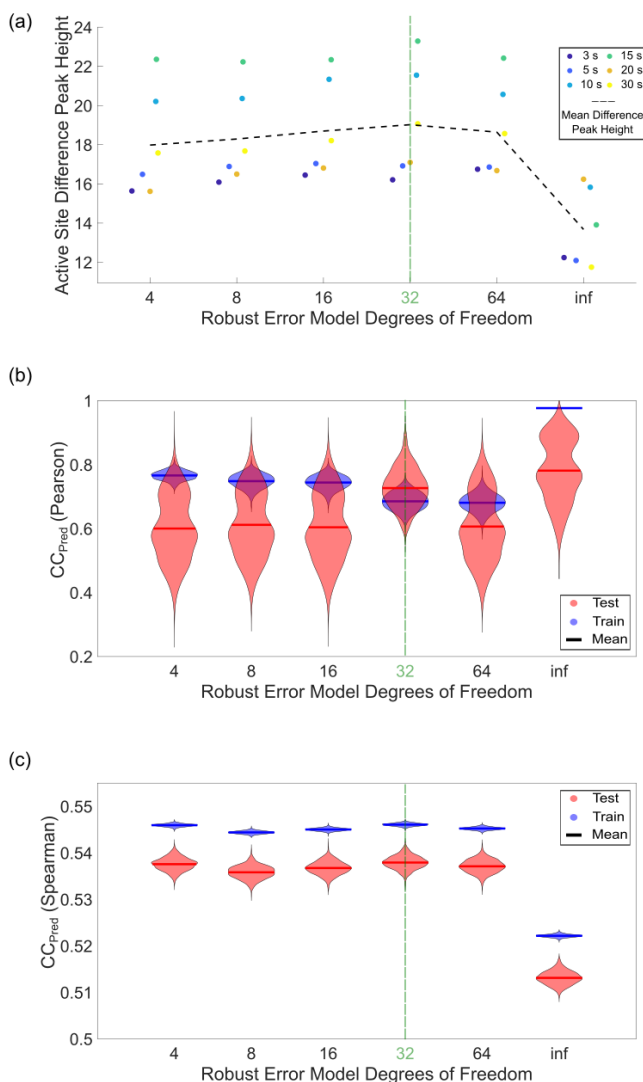 (a)
Active Site Difference Peak Height
24
22
20
18
16
14
12
3 s 15 s
5 s 20 s
10 s 30 s
Mean Difference
Peak Height
4 8 16 32 64 inf
Robust Error Model Degrees of Freedom
(b)
CCPred (Pearson)
1
0.8
0.6
0.4
0.2
Test
Train
Mean
4 8 16 32 64 inf
Robust Error Model Degrees of Freedom
(c)
CCPred (Spearman)
0.55
0.54
0.53
0.52
0.51
0.5
Test
Train
Mean
4 8 16 32 64 inf
Robust Error Model Degrees of Freedom